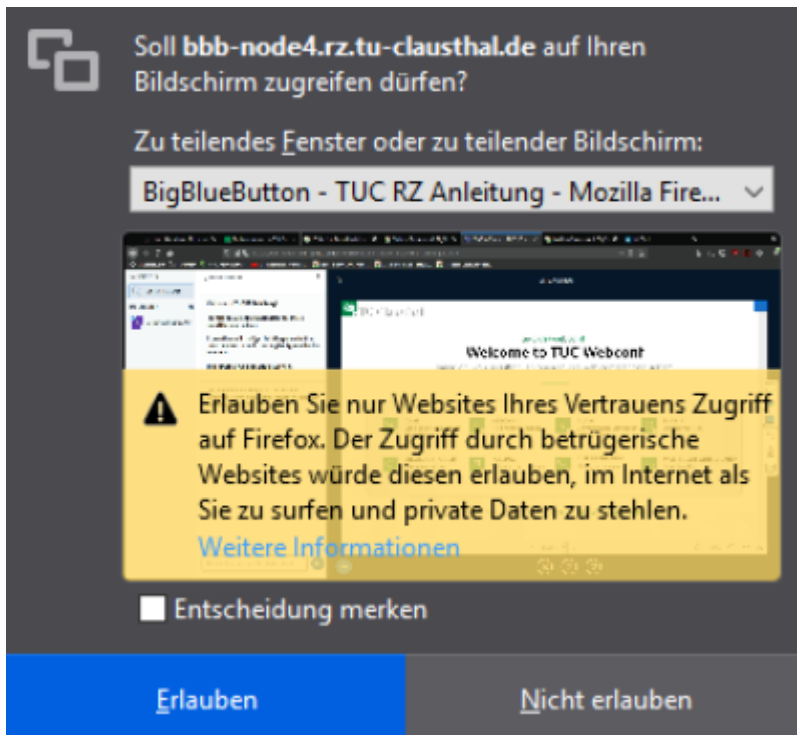 Soll bbb-node4.rz.tu-clausthal.de auf Ihren
Bildschirm zugreifen dürfen?
Zu teilendes Fenster oder zu teilender Bildschirm:
BigBlueButton - TUC RZ Anleitung - Mozilla Fire...
Welcome to TUC Webconf
Erlauben Sie nur Websites Ihres Vertrauens Zugriff
auf Firefox. Der Zugriff durch betrügerische
Websites würde diesen erlauben, im Internet als
Sie zu surfen und private Daten zu stehlen.
Weitere Informationen
Entscheidung merken
Erlauben
Nicht erlauben